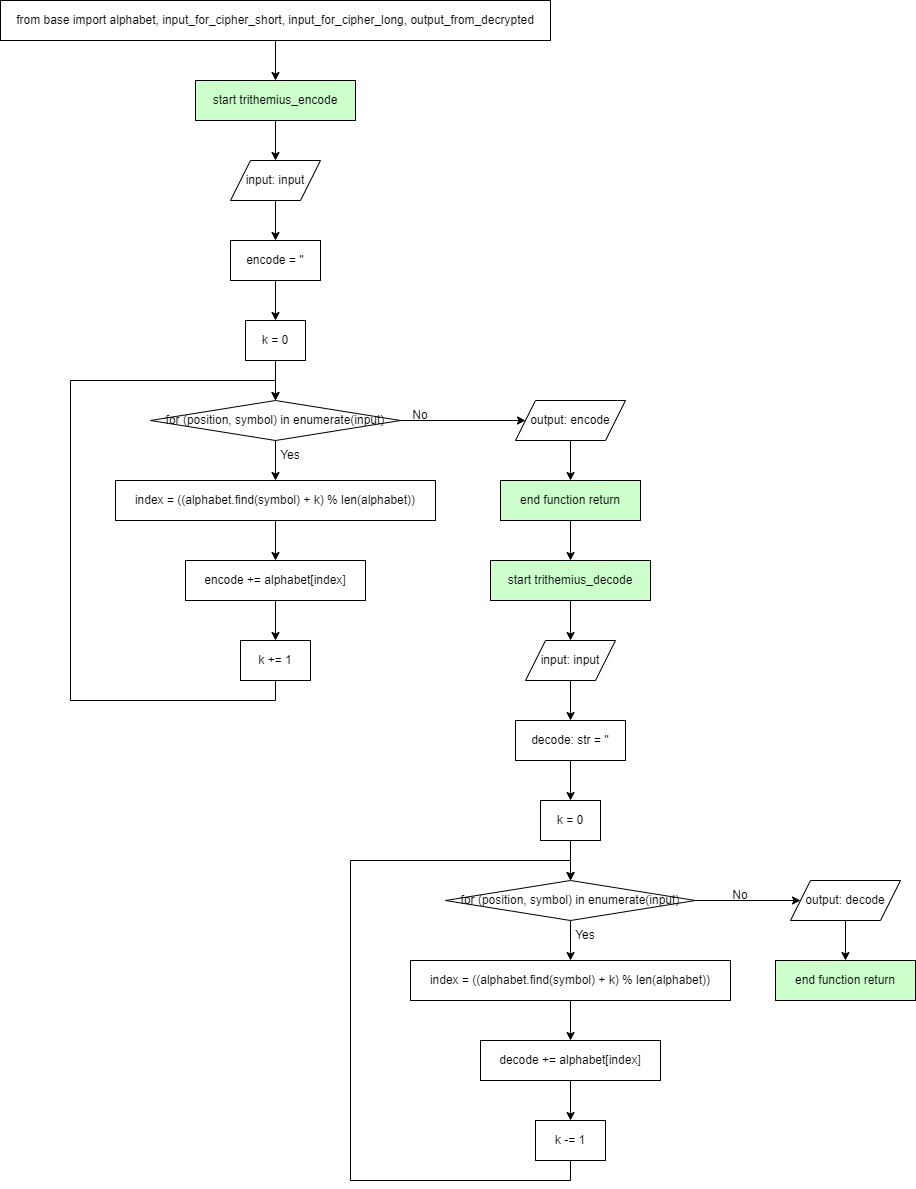 from base import alphabet, input_for_cipher_short, input_for_cipher_long, output_from_decrypted
start trithemius_encode
input: input
encode = ''
k = 0
for (position, symbol) in enumerate(input)
No
output: encode
Yes
index = ((alphabet.find(symbol) + k) % len(alphabet))
end function return
encode += alphabet[index]
start trithemius_decode
k += 1
input: input
decode: str = ''
k = 0
for (position, symbol) in enumerate(input)
No
output: decode
Yes
index = ((alphabet.find(symbol) + k) % len(alphabet))
end function return
decode += alphabet[index]
k -= 1